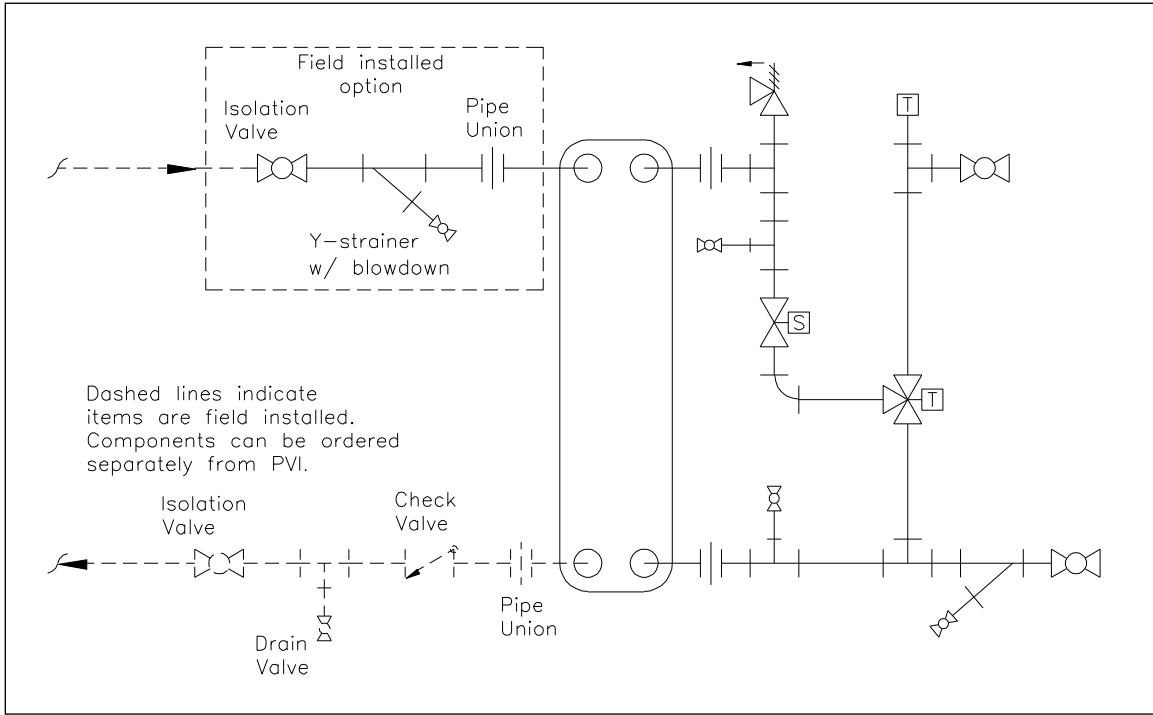 Field installed
option
Isolation
Valve
Pipe
Union
T
Y-strainer
w/ blowdown
S
T
Dashed lines indicate
items are field installed.
Components can be ordered
separately from PVI.
Isolation
Valve
Check
Valve
Pipe
Union
Drain
Valve